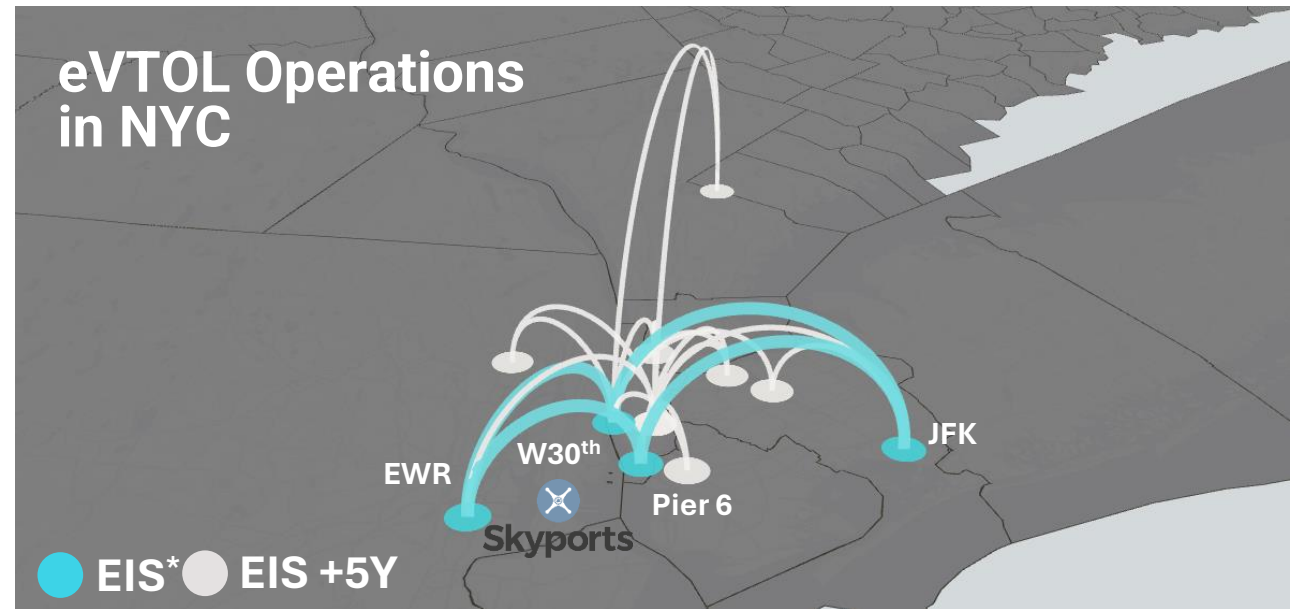 eVTOL Operations
in NYC
JFK
W30th
EWR
Pier 6
Skyports
EIS* EIS +5Y